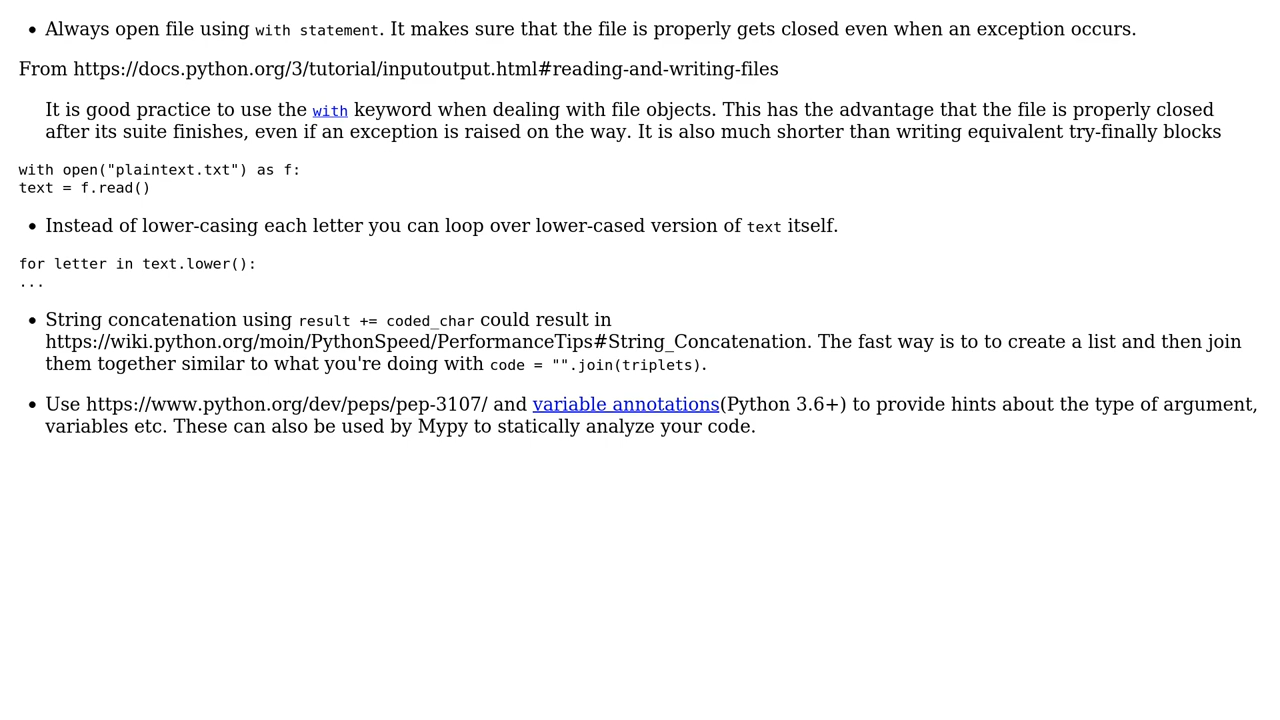 Always open file using with statement. It makes sure that the file is properly gets closed even when an exception occurs.
From https://docs.python.org/3/tutorial/inputoutput.html#reading-and-writing-files
It is good practice to use the with keyword when dealing with file objects. This has the advantage that the file is properly closed
after its suite finishes, even if an exception is raised on the way. It is also much shorter than writing equivalent try-finally blocks
with open("plaintext.txt") as f:
text = f.read()
Instead of lower-casing each letter you can loop over lower-cased version of text itself.
for letter in text.lower():
...
String concatenation using result += coded_char could result in
https://wiki.python.org/moin/PythonSpeed/PerformanceTips#String_Concatenation. The fast way is to to create a list and then join
them together similar to what you're doing with code = "".join(triplets).
Use https://www.python.org/dev/peps/pep-3107/ and variable annotations(Python 3.6+) to provide hints about the type of argument,
variables etc. These can also be used by Mypy to statically analyze your code.